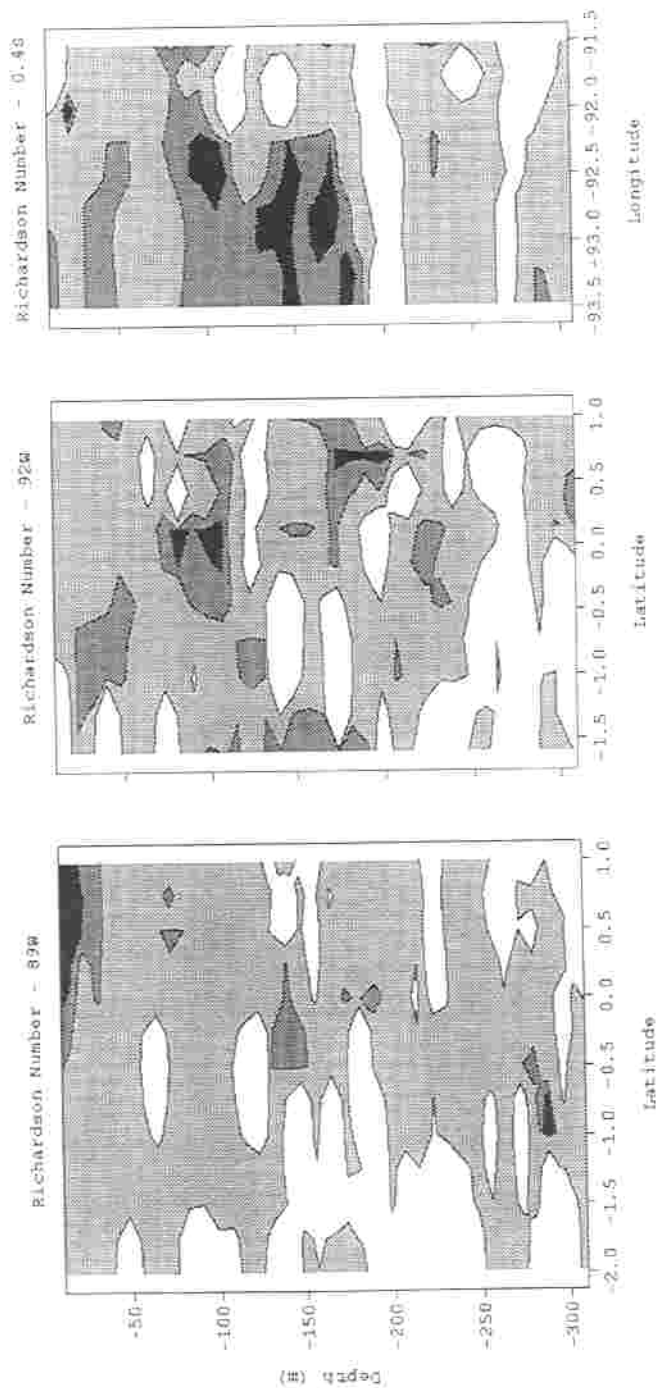 Richardson Number - 89W
Depth (m)
-50
-100
-150
-200
-250
-300
-2.0 -1.5 -1.0 -0.5 0.0 0.5 1.0
Latitude
Richardson Number - 92W
-1.5 -1.0 -0.5 0.0 0.5 1.0
Latitude
Richardson Number - 0.4S
-93.5 -93.0 -92.5 -92.0 -91.5
Longitude